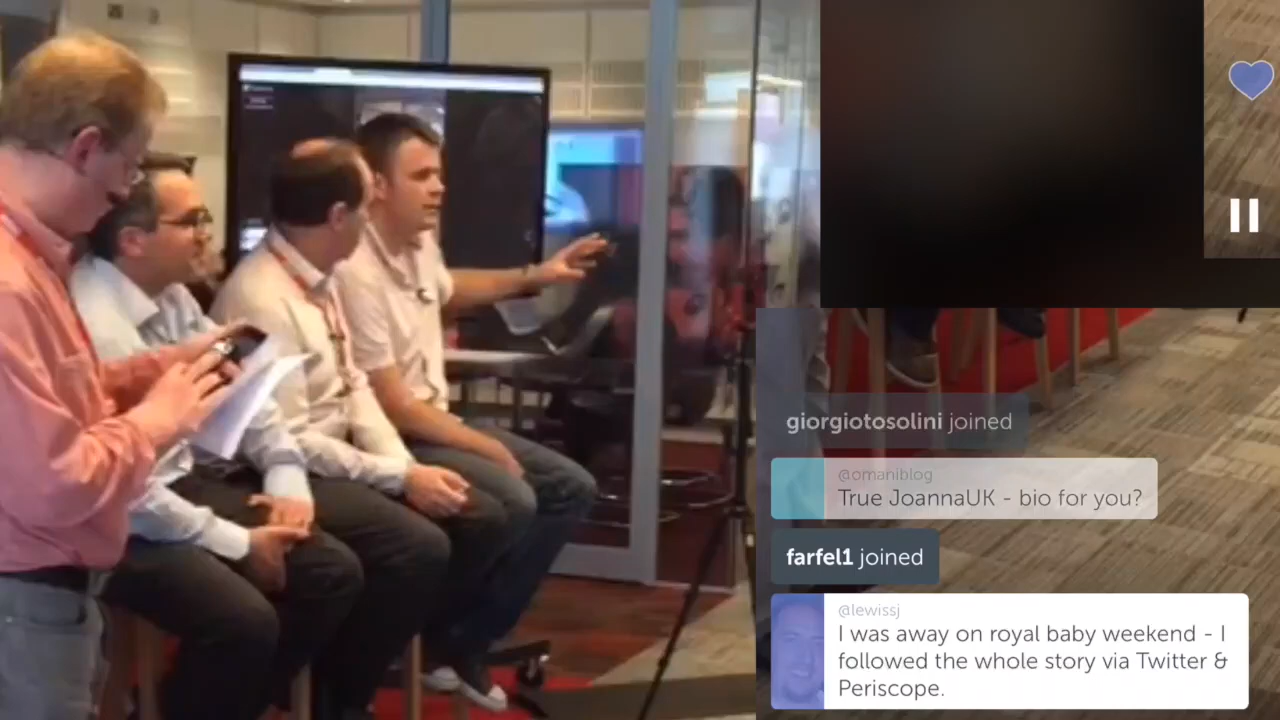 giorgiotosolini joined
@omaniblog
True JoannaUK - bio for you?
farfel1 joined
@lewissj
I was away on royal baby weekend - I
followed the whole story via Twitter &
Periscope.